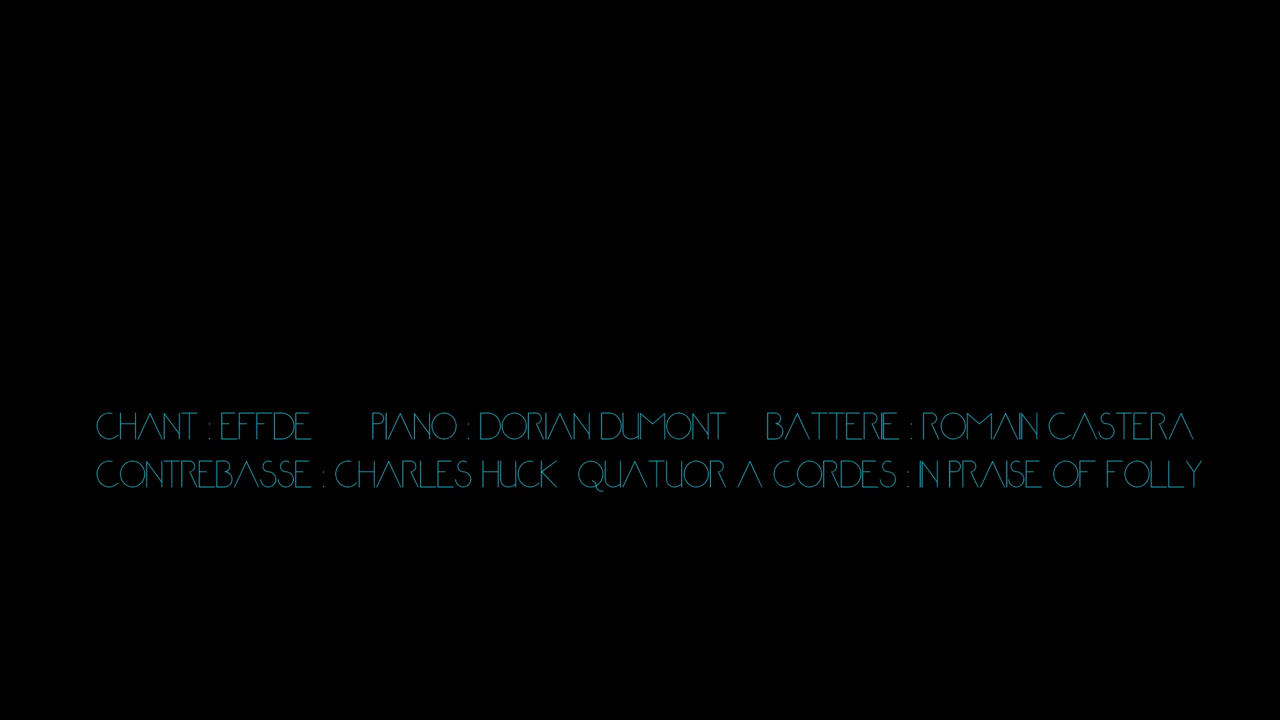 CHANT : EFFDE PIANO : DORIAN DUMONT BATTERIE : ROMAIN CASTERA
CONTREBASSE : CHARLES HUCK QUATUOR A CORDES : IN PRAISE OF FOLLY